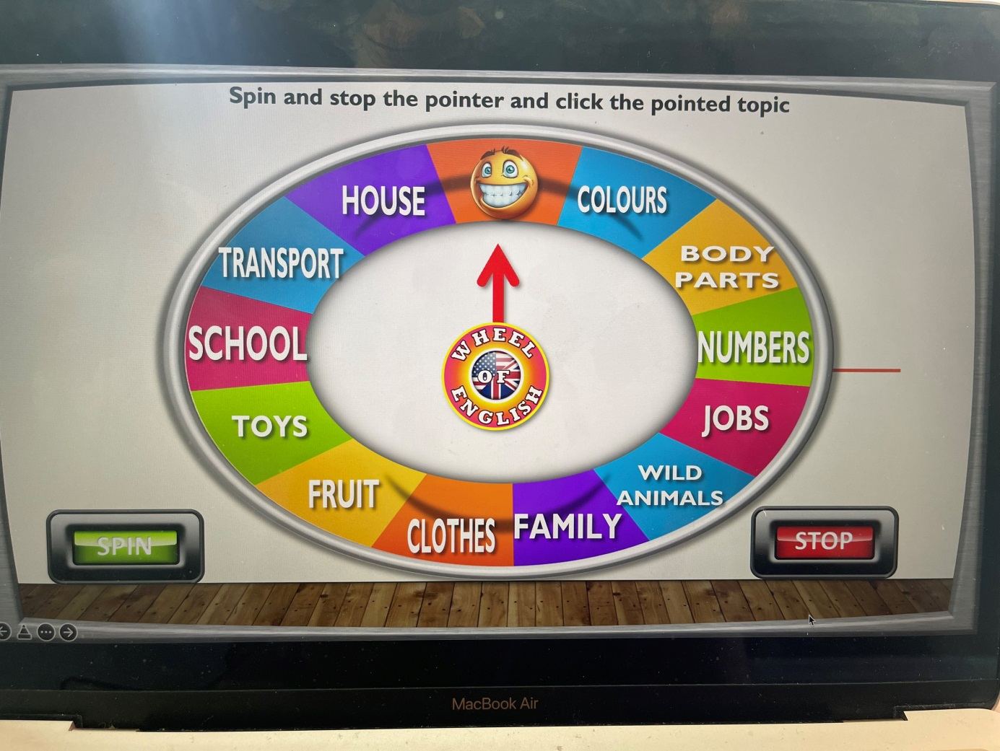 Spin and stop the pointer and click the pointed topic
HOUSE
COLOURS
TRANSPORT
BODY
PARTS
SCHOOL
NUMBERS
WHEEL
OF
ENGLISH
TOYS
JOBS
FRUIT
WILD
ANIMALS
CLOTHES
FAMILY
SPIN
STOP
MacBook Air